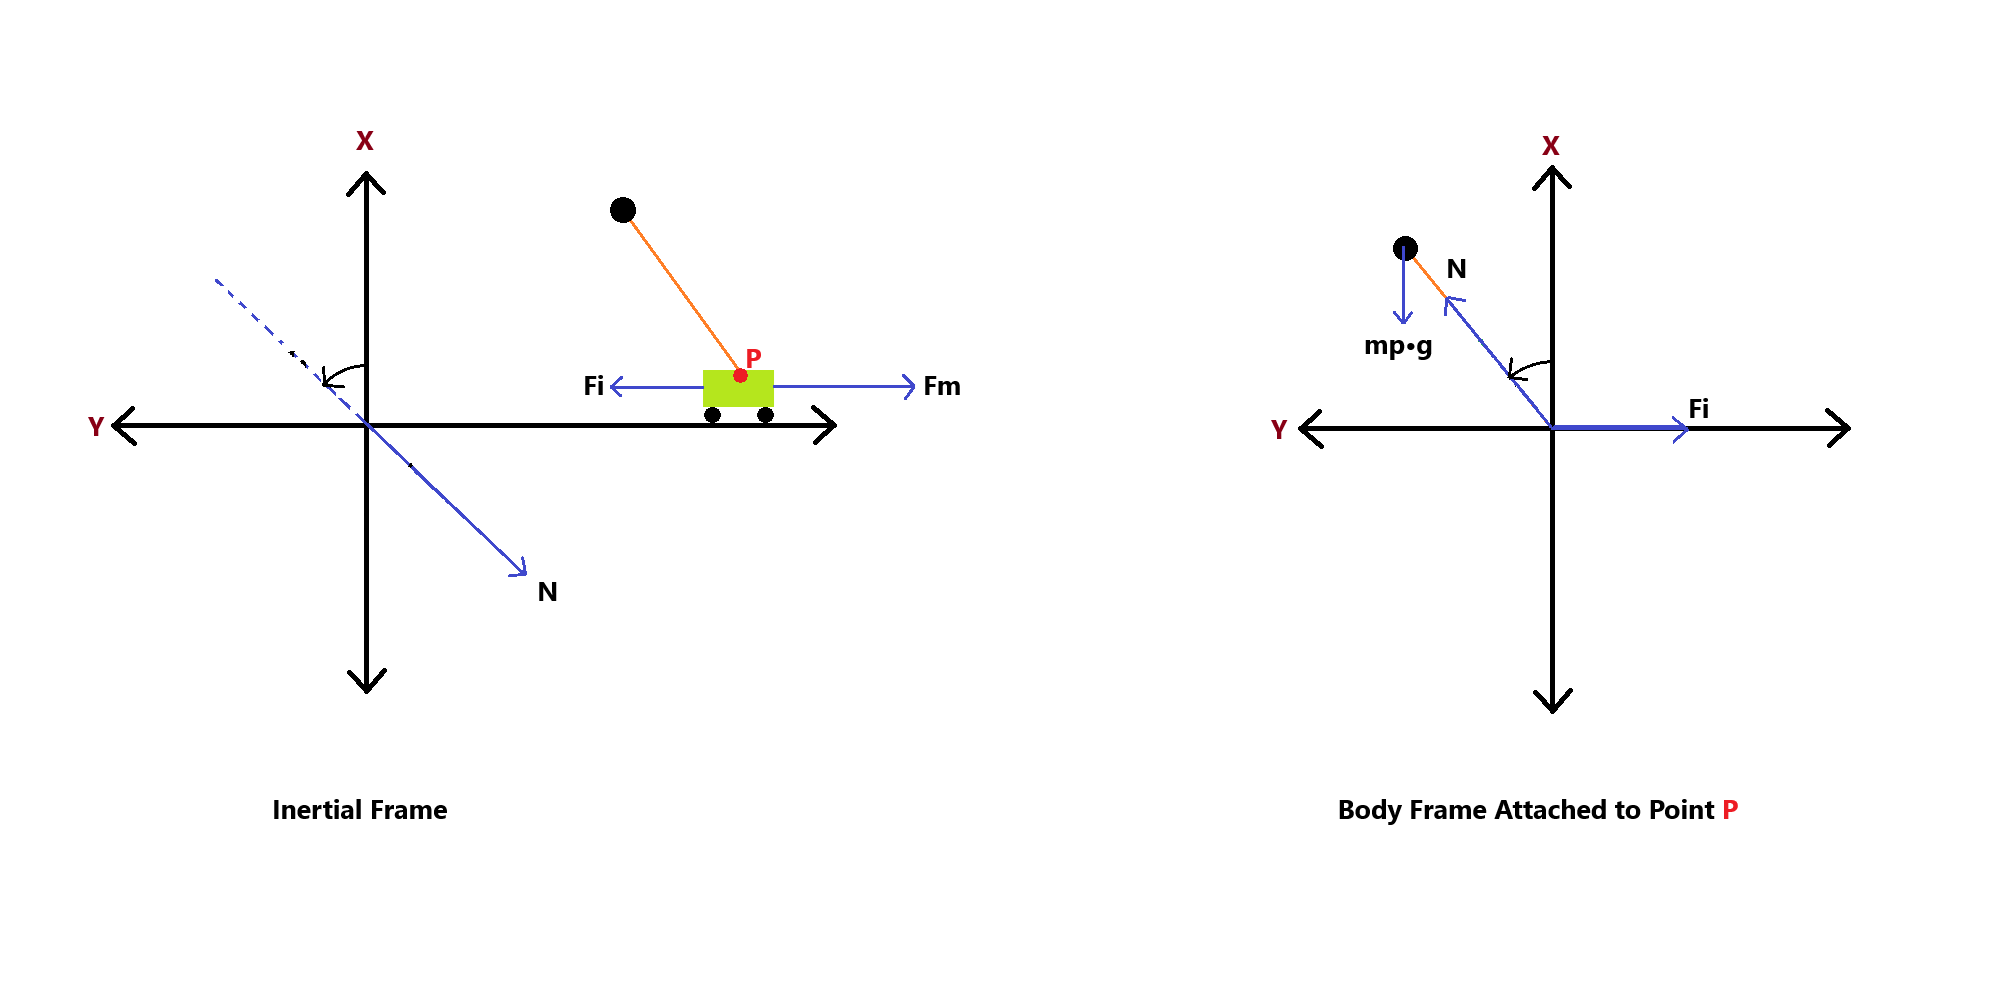 X
Y
P
Fi
Fm
N
Inertial Frame
X
N
mp•g
Fi
Y
Body Frame Attached to Point P